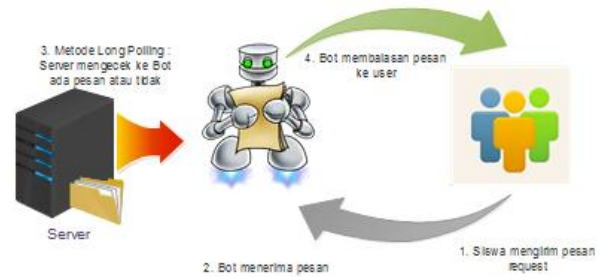 3. Metode Long Polling :
Server mengecek ke Bot
ada pesan atau tidak
4. Bot membalasan pesan
ke user
Server
1. Siswa mengirim pesan
request
2. Bot menerima pesan